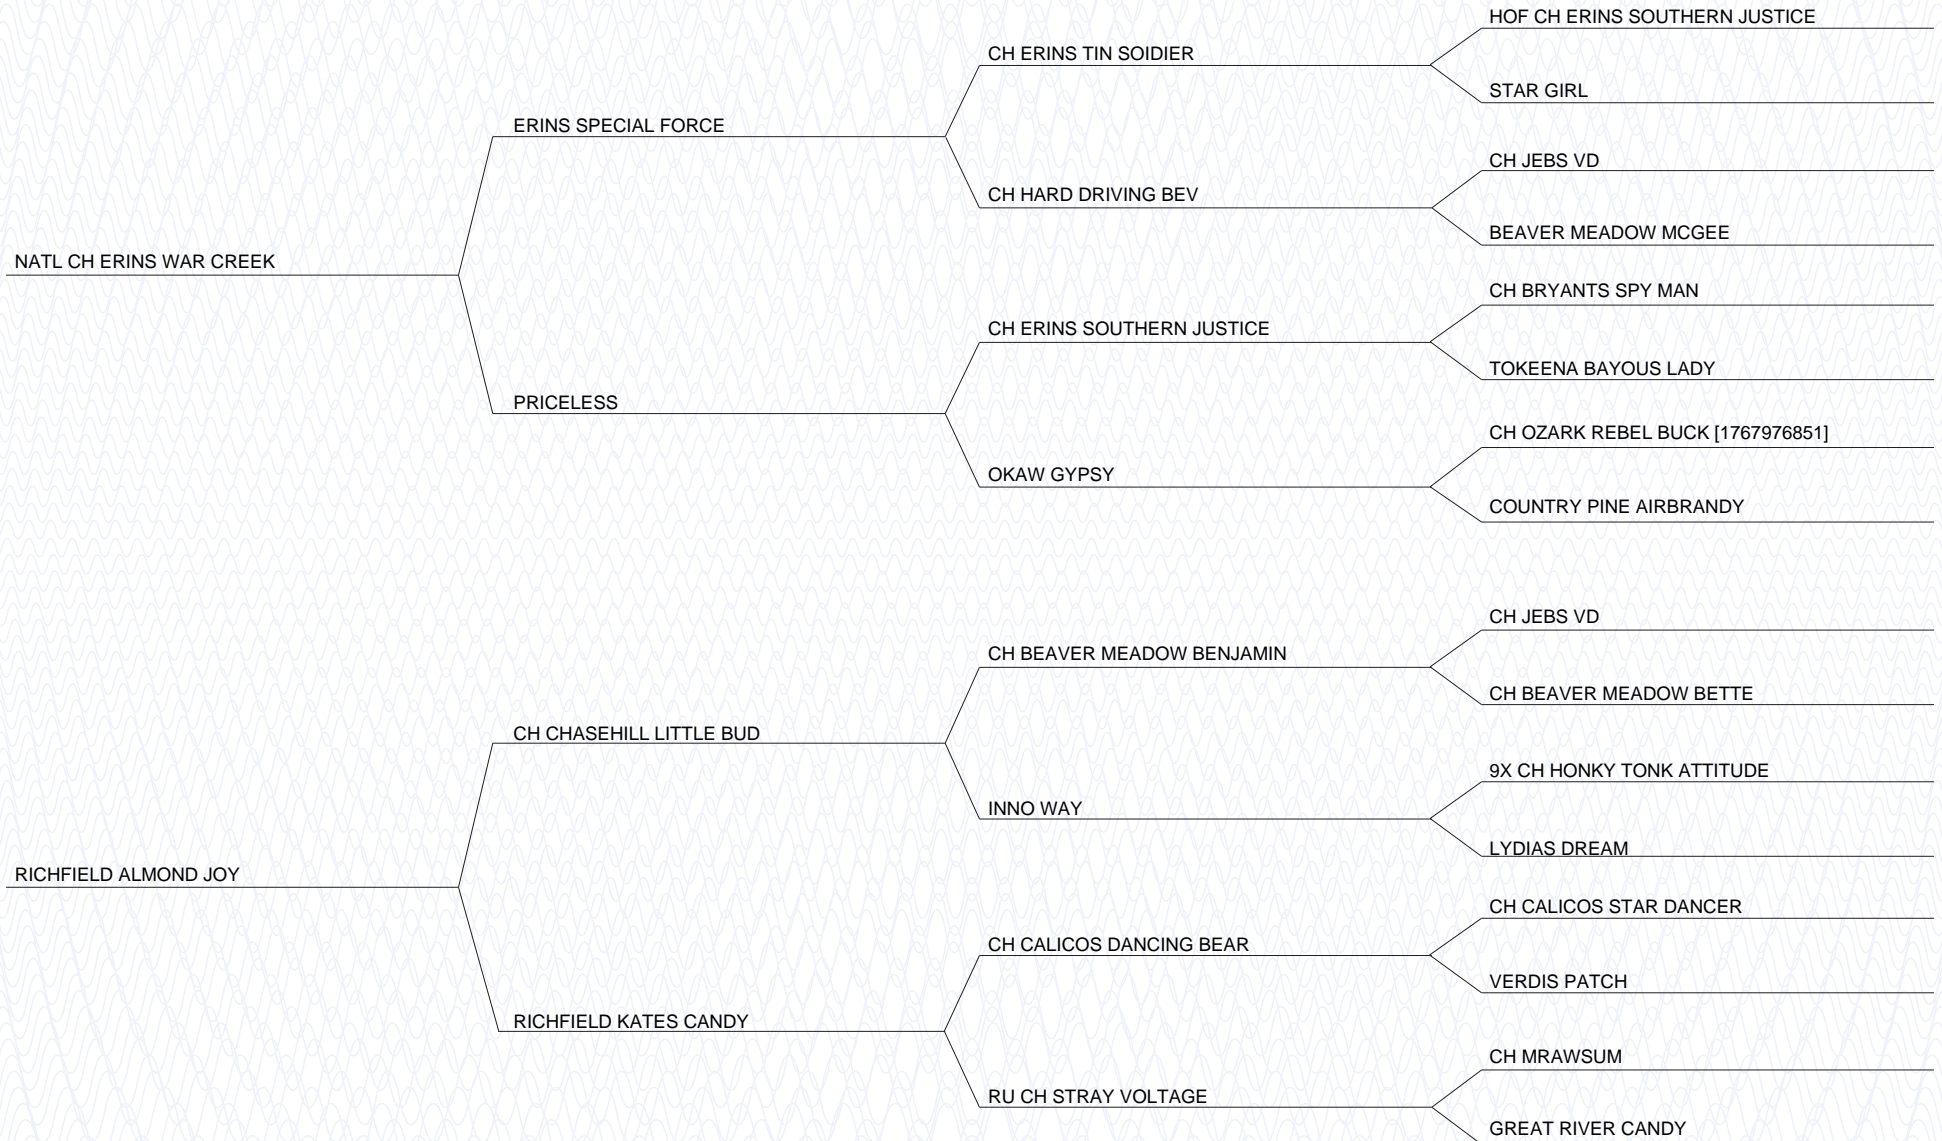 HOF CH ERINS SOUTHERN JUSTICE
CH ERINS TIN SOIDIER
STAR GIRL
ERINS SPECIAL FORCE
CH JEBS VD
CH HARD DRIVING BEV
BEAVER MEADOW MCGEE
NATL CH ERINS WAR CREEK
CH BRYANTS SPY MAN
CH ERINS SOUTHERN JUSTICE
TOKEENA BAYOUS LADY
PRICELESS
CH OZARK REBEL BUCK [1767976851]
OKAW GYPSY
COUNTRY PINE AIRBRANDY
CH JEBS VD
CH BEAVER MEADOW BENJAMIN
CH BEAVER MEADOW BETTE
CH CHASEHILL LITTLE BUD
9X CH HONKY TONK ATTITUDE
INNO WAY
LYDIAS DREAM
RICHFIELD ALMOND JOY
CH CALICOS STAR DANCER
CH CALICOS DANCING BEAR
VERDIS PATCH
RICHFIELD KATES CANDY
CH MRAWSUM
RU CH STRAY VOLTAGE
GREAT RIVER CANDY